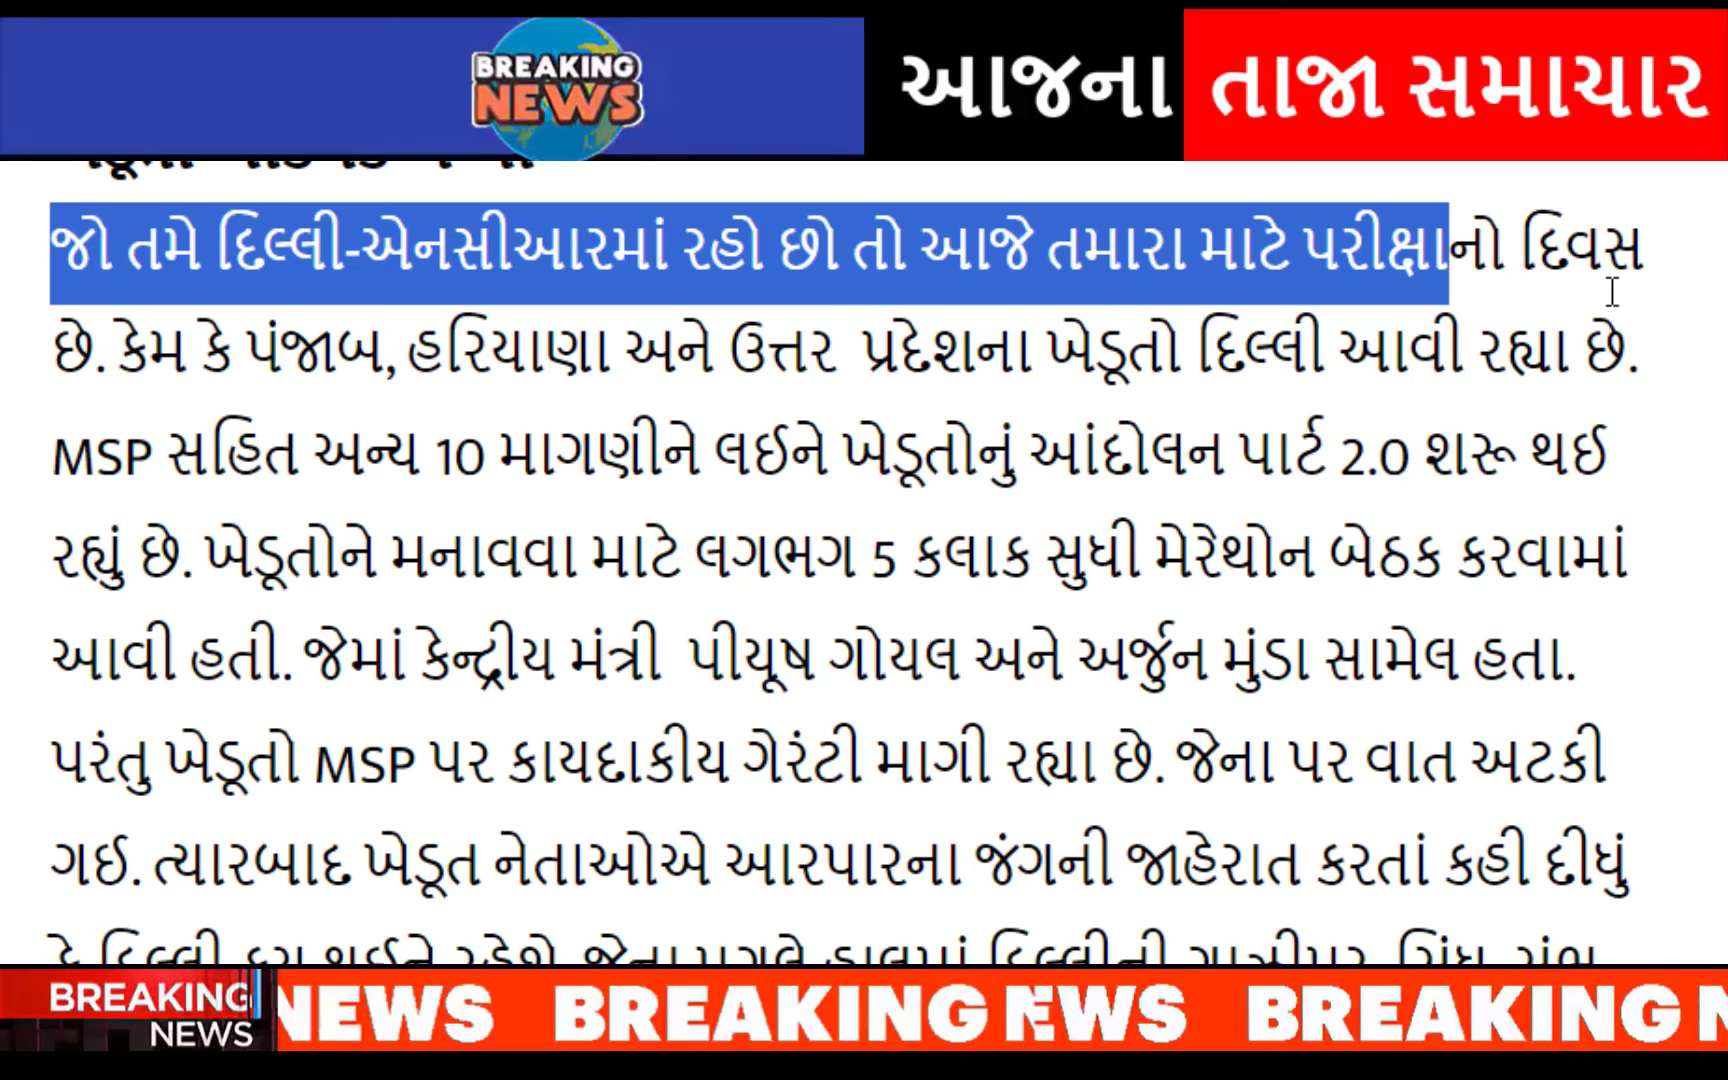 BREAKING
NEWS
આજના તાજા સમાચાર
જો તમે દિલ્લી-એનસીઆરમાં રહો છો તો આજે તમારા માટે પરીક્ષાનો દિવસ
છે. કેમ કે પંજાબ, હરિયાણા અને ઉત્તર પ્રદેશના ખેડૂતો દિલ્લી આવી રહ્યા છે.
MSP સહિત અન્ય 10 માગણીને લઈને ખેડૂતોનું આંદોલન પાર્ટ 2.0 શરૂ થઈ
રહ્યું છે. ખેડૂતોને મનાવવા માટે લગભગ 5 કલાક સુધી મેરેથોન બેઠક કરવામાં
આવી હતી. જેમાં કેન્દ્રીય મંત્રી પીયૂષ ગોયલ અને અર્જુન મુંડા સામેલ હતા.
પરંતુ ખેડૂતો MSP પર કાયદાકીય ગેરંટી માગી રહ્યા છે. જેના પર વાત અટકી
ગઈ. ત્યારબાદ ખેડૂત નેતાઓએ આરપારના જંગની જાહેરાત કરતાં કહી દીધું
BREAKING
NEWS
NEWS BREAKING NEWS BREAKING N